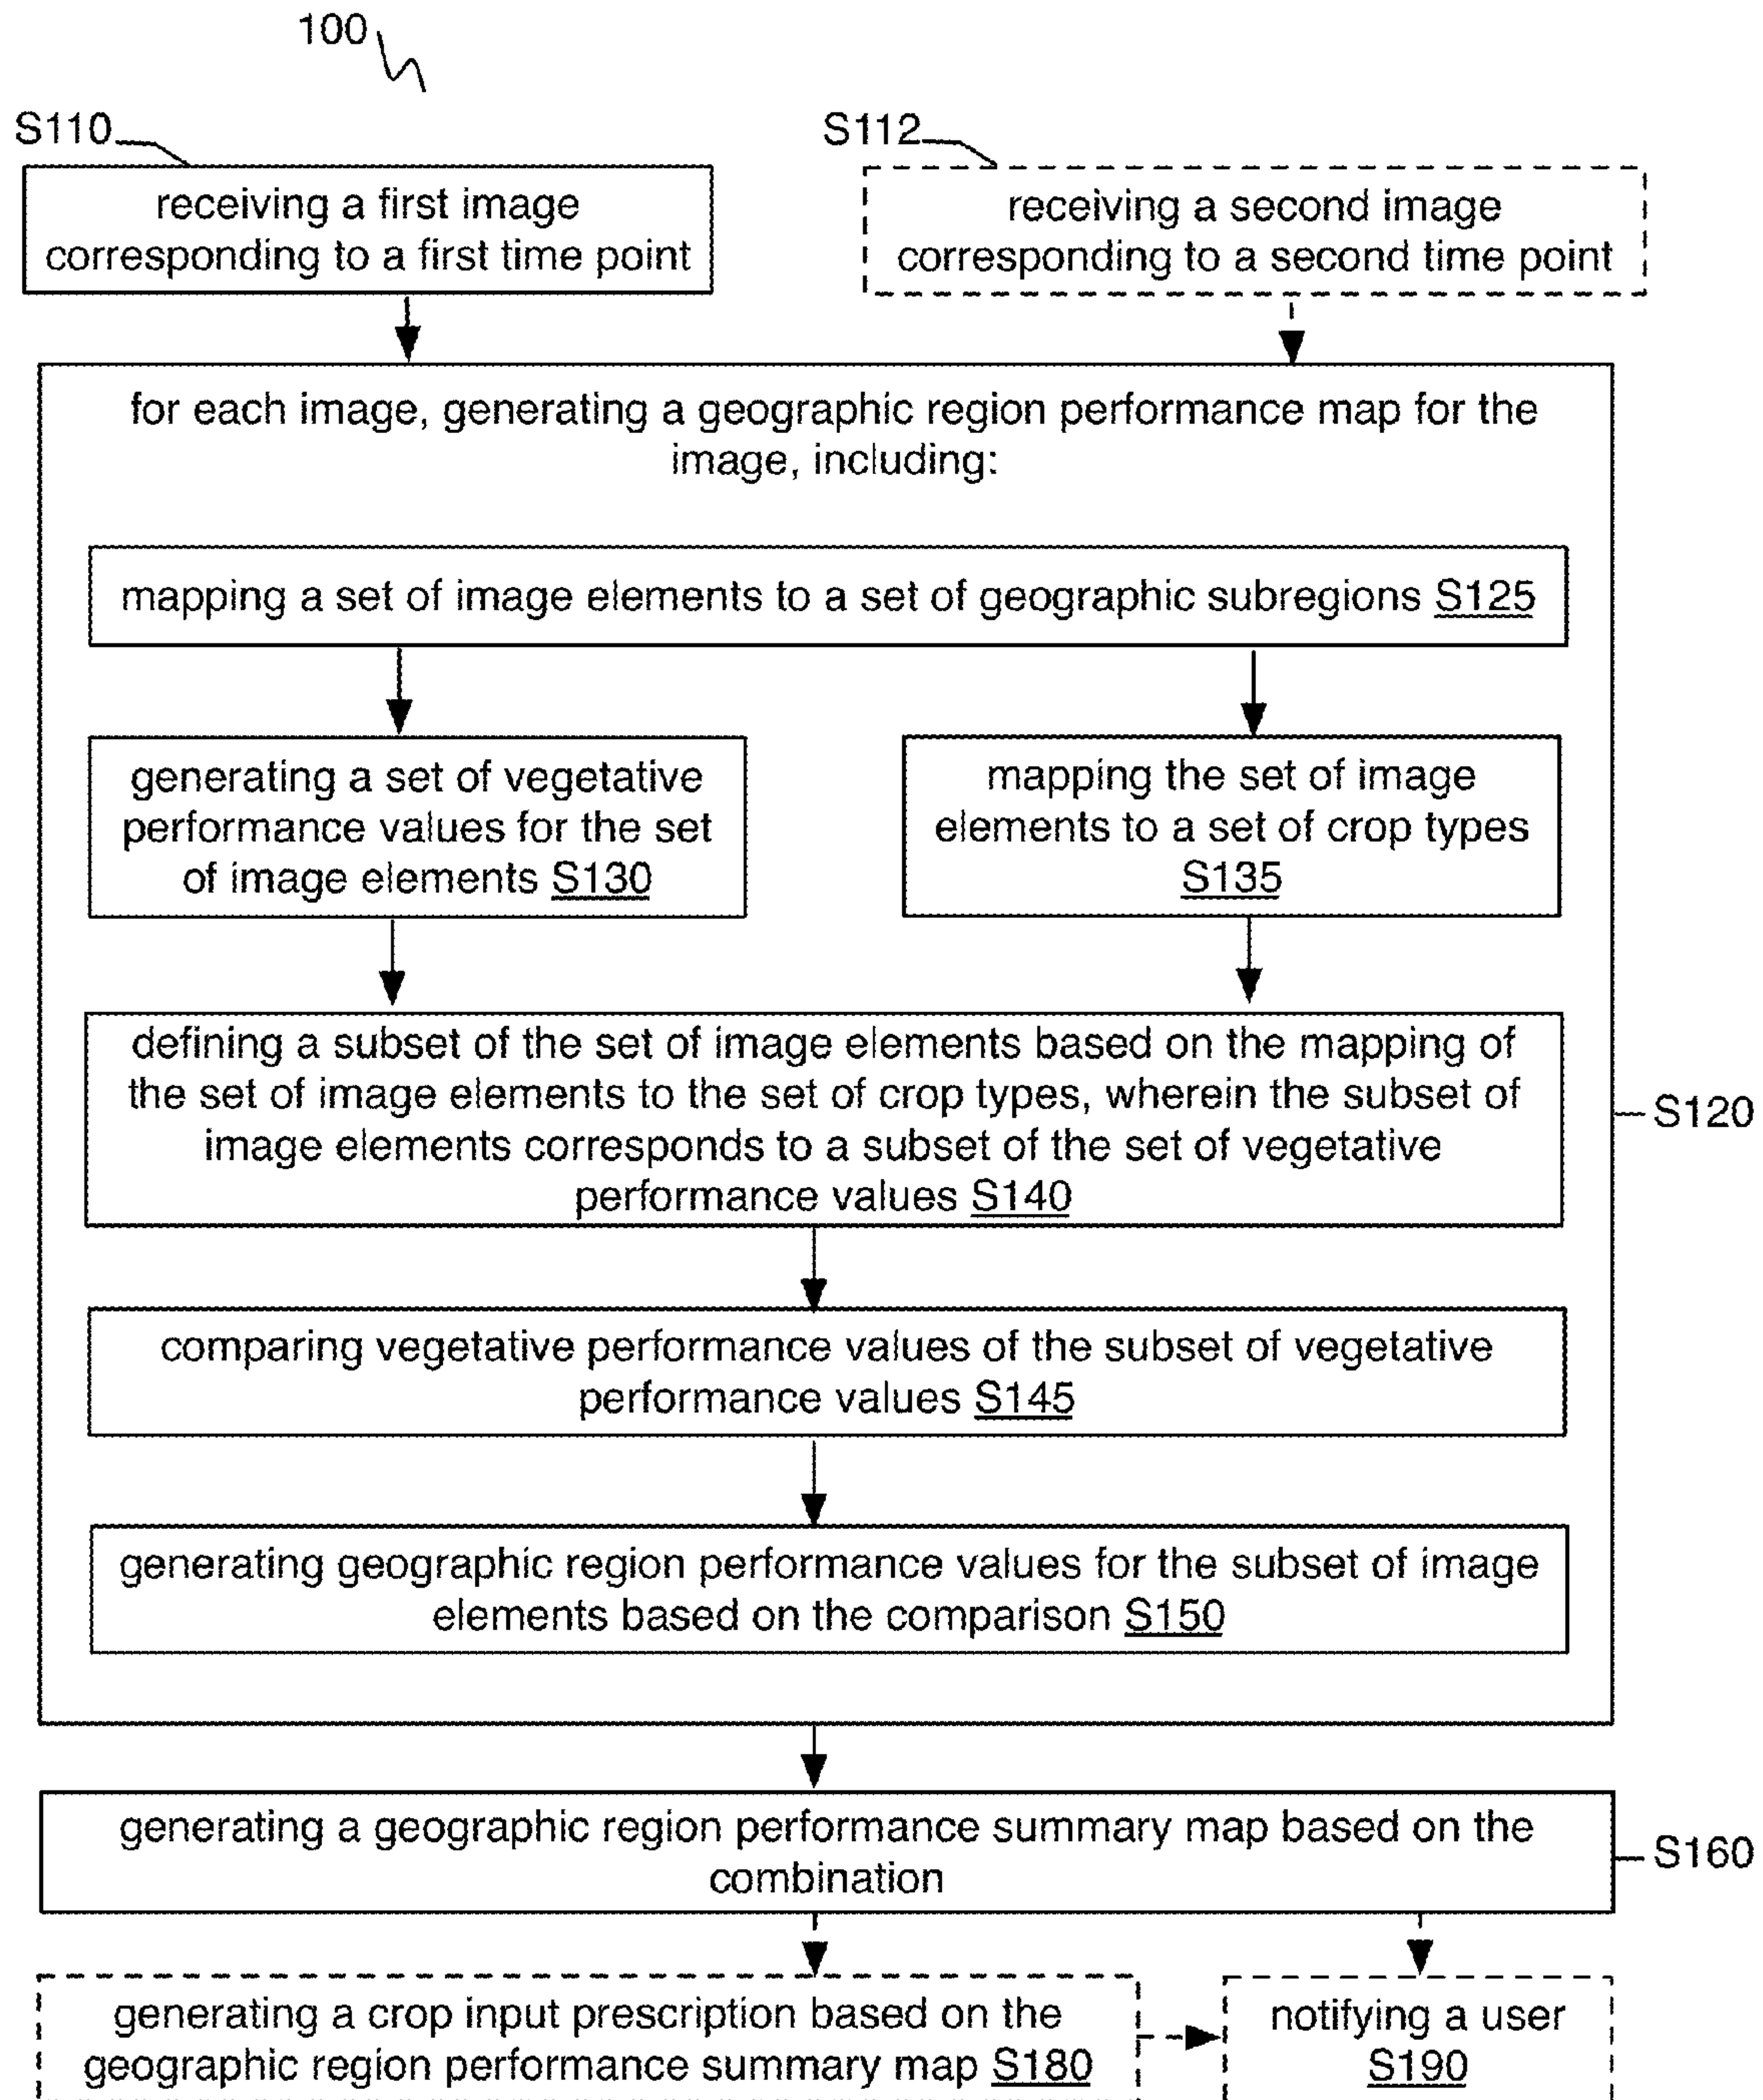 100
S110
S112
receiving a first image
corresponding to a first time point
receiving a second image
corresponding to a second time point
for each image, generating a geographic region performance map for the
image, including:
mapping a set of image elements to a set of geographic subregions S125
generating a set of vegetative
performance values for the set
of image elements S130
mapping the set of image
elements to a set of crop types
S135
defining a subset of the set of image elements based on the mapping of
the set of image elements to the set of crop types, wherein the subset of
image elements corresponds to a subset of the set of vegetative
performance values S140
S120
comparing vegetative performance values of the subset of vegetative
performance values S145
generating geographic region performance values for the subset of image
elements based on the comparison S150
generating a geographic region performance summary map based on the
combination
S160
generating a crop input prescription based on the
geographic region performance summary map S180
notifying a user
S190